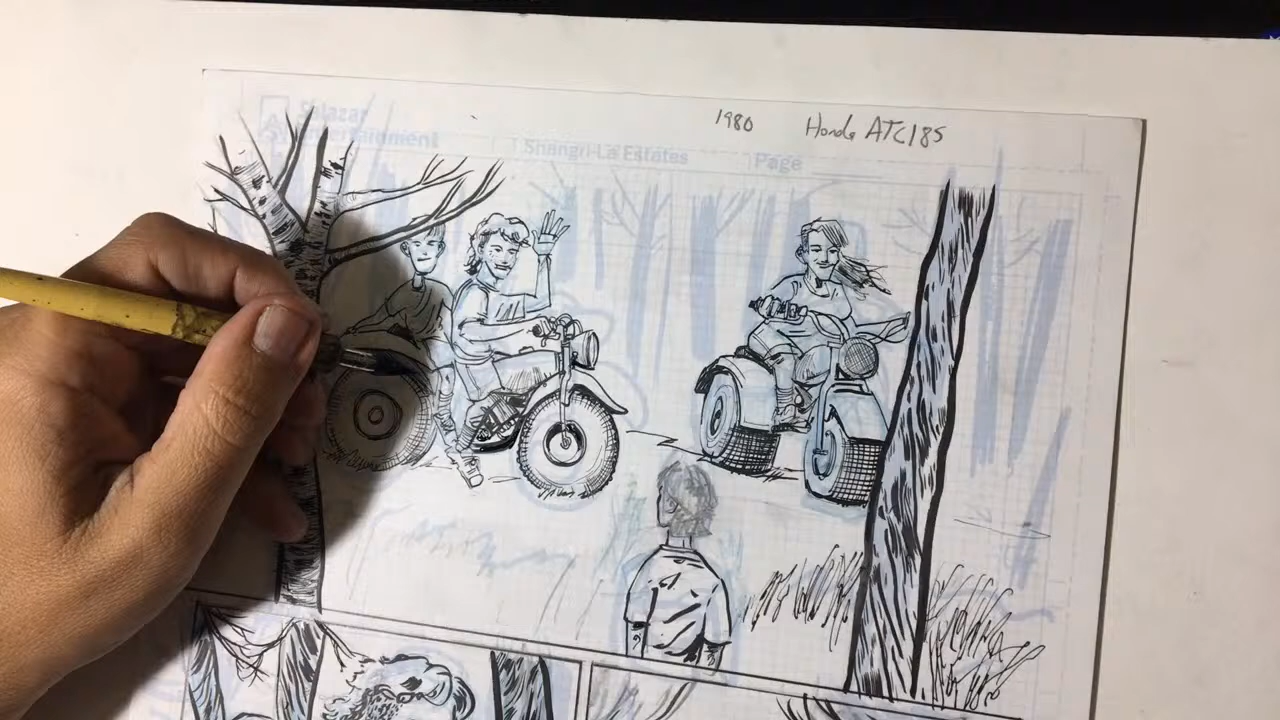 1980 Honda ATC185
Salazar
Entertainment
Shangri-La Estates
Page